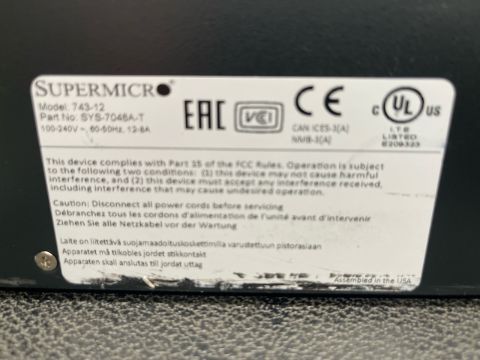 SUPERMICRO
Model: 743-12
Part No: SYS-7046A-T
100-240V ~ 60-50Hz, 12-8A
EAC
VCCI
CE
CAN ICES-3(A)
NMB-3(A)
C UL US
I.T.E.
LISTED
E209323
This device complies with Part 15 of the FCC Rules. Operation is subject
to the following two conditions: (1) this device may not cause harmful
interference, and (2) this device must accept any interference received,
including interference that may cause undesired operation.
Caution: Disconnect all power cords before servicing
Débranchez tous les cordons d'alimentation de l'unité avant d'intervenir
Ziehen Sie alle Netzkabel vor der Wartung
Laite on liitettävä suojamaadoituskoskettimilla varustettuun pistorasiaan
Apparatet må tilkobles jordet stikkontakt
Apparaten skall anslutas till jordat uttag
Assembled in the USA